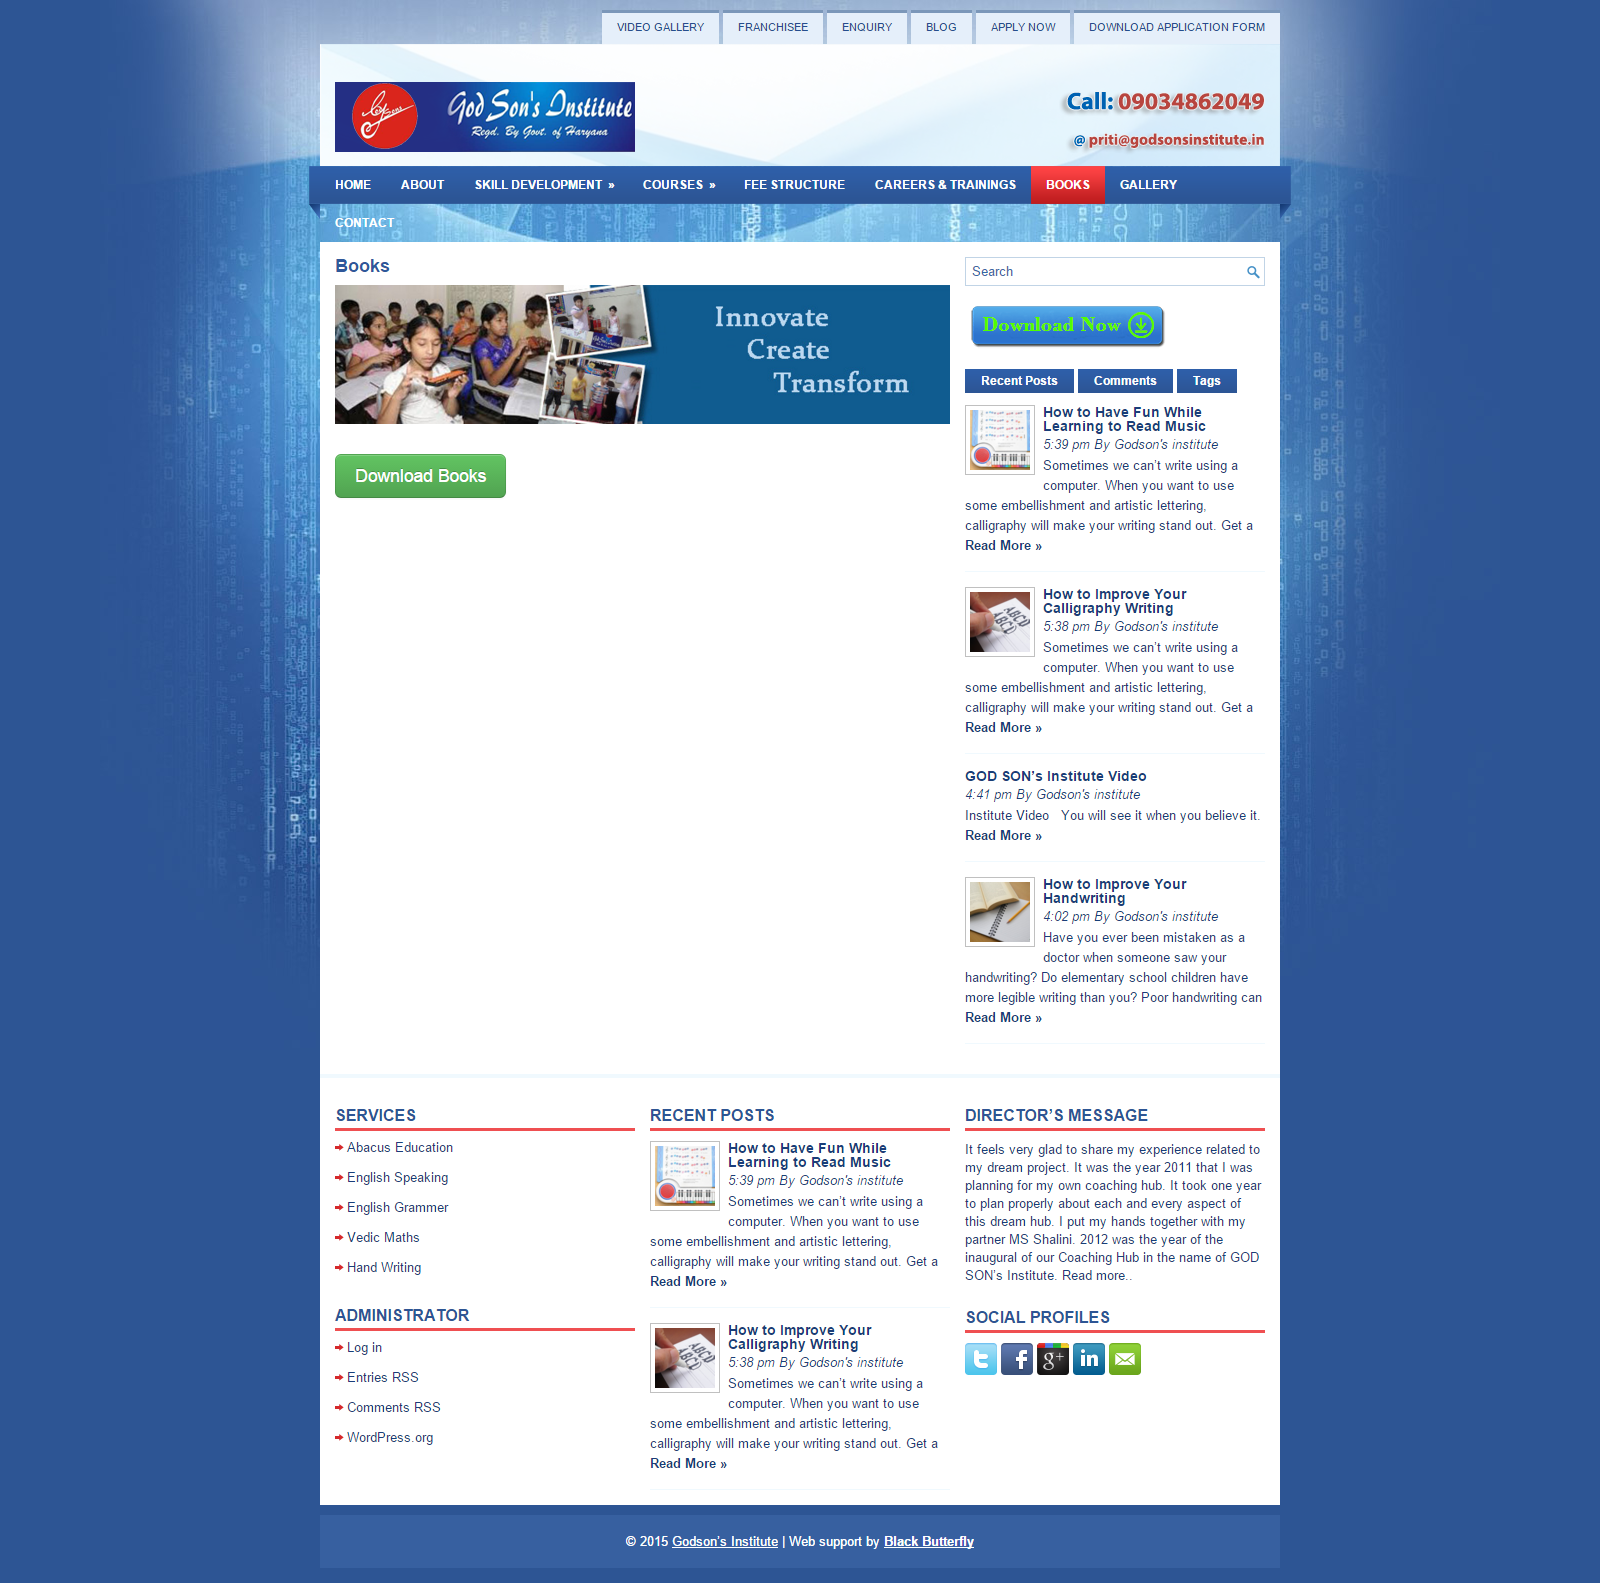 VIDEO GALLERY
FRANCHISEE
ENQUIRY
BLOG
APPLY NOW
DOWNLOAD APPLICATION FORM
God Son's Institute
Regd. By Govt. of Haryana
Call: 09034862049
@ priti@godsonsinstitute.in
HOME
ABOUT
SKILL DEVELOPMENT »
COURSES »
FEE STRUCTURE
CAREERS & TRAININGS
BOOKS
GALLERY
CONTACT
Books
Innovate
Create
Transform
Download Books
Search
Download Now
Recent Posts
Comments
Tags
How to Have Fun While
Learning to Read Music
5:39 pm By Godson's institute
Sometimes we can’t write using a
computer. When you want to use
some embellishment and artistic lettering,
calligraphy will make your writing stand out. Get a
Read More »
How to Improve Your
Calligraphy Writing
5:38 pm By Godson's institute
Sometimes we can’t write using a
computer. When you want to use
some embellishment and artistic lettering,
calligraphy will make your writing stand out. Get a
Read More »
GOD SON’s Institute Video
4:41 pm By Godson's institute
Institute Video   You will see it when you believe it.
Read More »
How to Improve Your
Handwriting
4:02 pm By Godson's institute
Have you ever been mistaken as a
doctor when someone saw your
handwriting? Do elementary school children have
more legible writing than you? Poor handwriting can
Read More »
SERVICES
Abacus Education
English Speaking
English Grammer
Vedic Maths
Hand Writing
ADMINISTRATOR
Log in
Entries RSS
Comments RSS
WordPress.org
RECENT POSTS
How to Have Fun While
Learning to Read Music
5:39 pm By Godson's institute
Sometimes we can’t write using a
computer. When you want to use
some embellishment and artistic lettering,
calligraphy will make your writing stand out. Get a
Read More »
How to Improve Your
Calligraphy Writing
5:38 pm By Godson's institute
Sometimes we can’t write using a
computer. When you want to use
some embellishment and artistic lettering,
calligraphy will make your writing stand out. Get a
Read More »
DIRECTOR’S MESSAGE
It feels very glad to share my experience related to
my dream project. It was the year 2011 that I was
planning for my own coaching hub. It took one year
to plan properly about each and every aspect of
this dream hub. I put my hands together with my
partner MS Shalini. 2012 was the year of the
inaugural of our Coaching Hub in the name of GOD
SON’s Institute. Read more..
SOCIAL PROFILES
© 2015 Godson's Institute | Web support by Black Butterfly